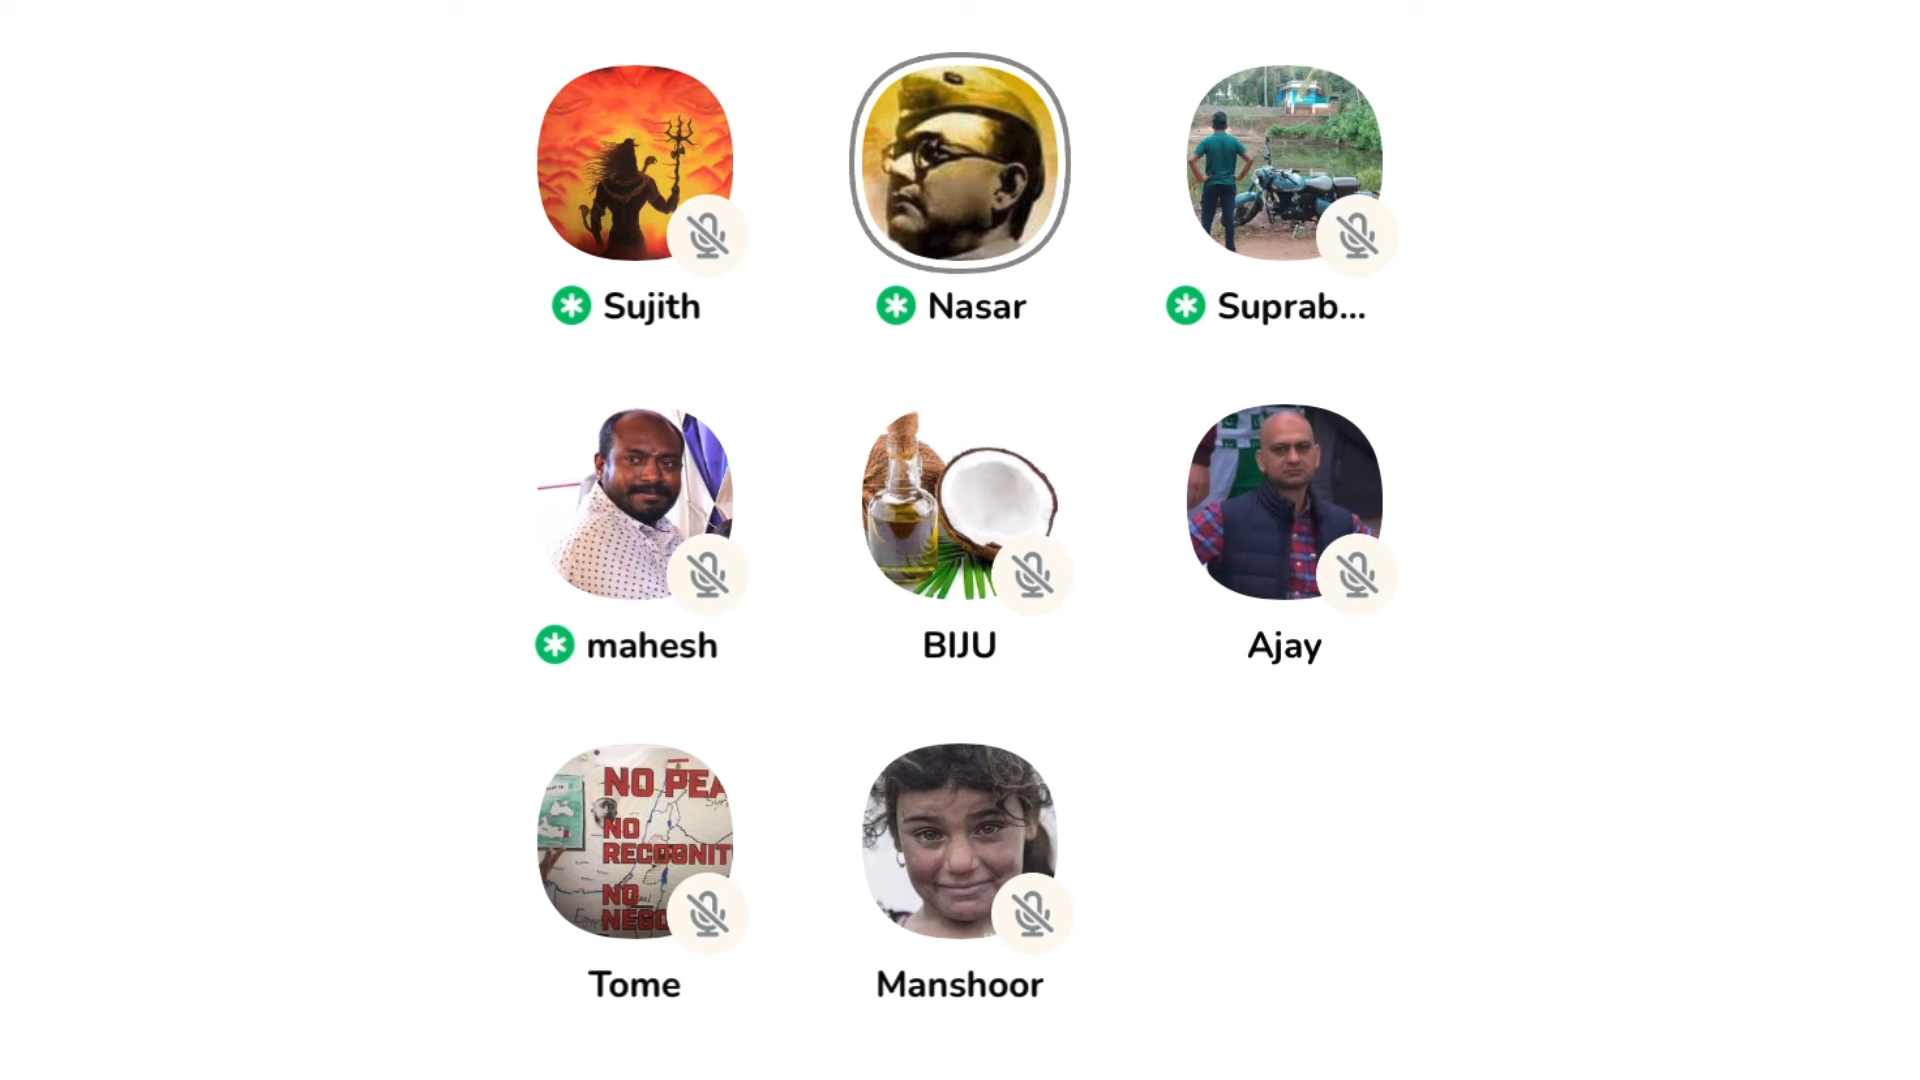 Sujith
Nasar
Suprab...
mahesh
BIJU
Ajay
NO PEA
NO
RECOGNIT
NO
NEGO
Tome
Manshoor